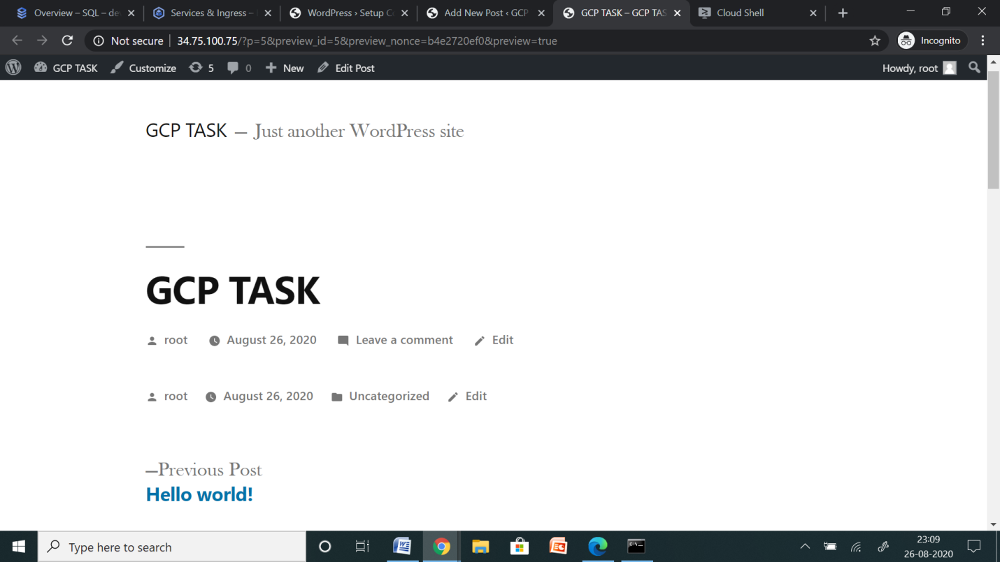 Overview – SQL – de
Services & Ingress –
WordPress › Setup C
Add New Post ‹ GCP
GCP TASK – GCP TAS
Cloud Shell
Not secure
34.75.100.75/?p=5&preview_id=5&preview_nonce=b4e2720ef0&preview=true
Incognito
GCP TASK Customize 5 0 New Edit Post Howdy, root
GCP TASK — Just another WordPress site
GCP TASK
root August 26, 2020 Leave a comment Edit
root August 26, 2020 Uncategorized Edit
—Previous Post
Hello world!
Type here to search
23:09
26-08-2020